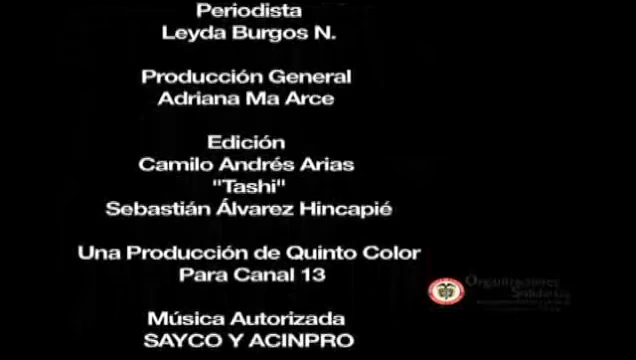 Periodista
Leyda Burgos N.
Producción General
Adriana Ma Arce
Edición
Camilo Andrés Arias
"Tashi"
Sebastián Álvarez Hincapié
Una Producción de Quinto Color
Para Canal 13
Música Autorizada
SAYCO Y ACINPRO
Organizaciones